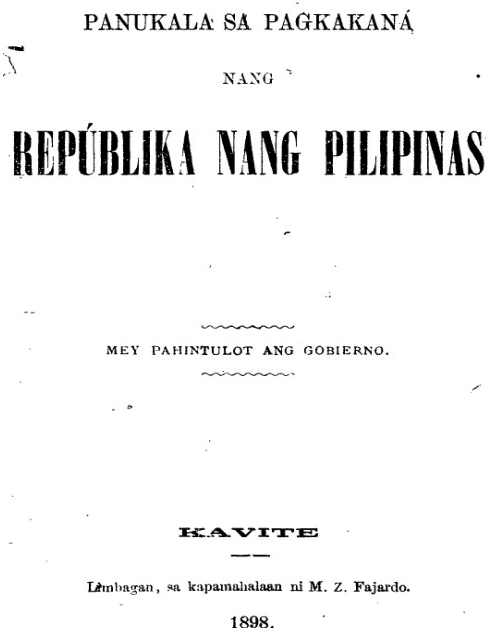 PANUKALA SA PAGKAKANÁ
NANG
REPÚBLIKA NANG PILIPINAS
MEY PAHINTULOT ANG GOBIERNO.
KAVITE
Limbagan, sa kapamahalaan ni M. Z. Fajardo.
1898.